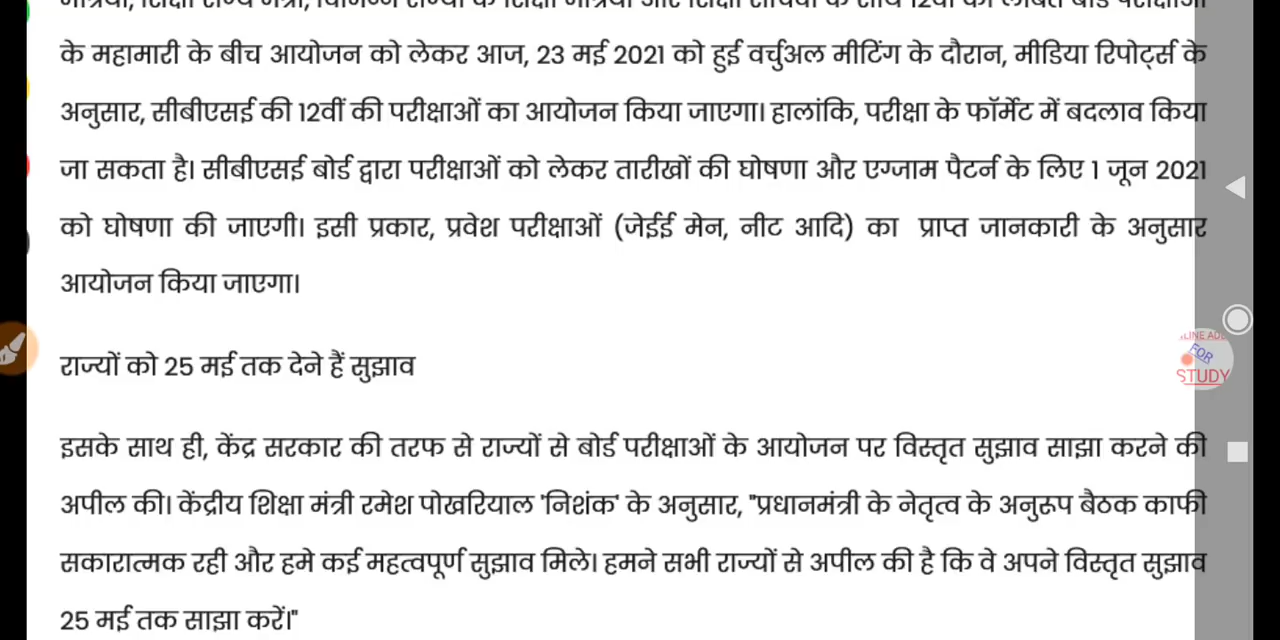 के महामारी के बीच आयोजन को लेकर आज, 23 मई 2021 को हुई वर्चुअल मीटिंग के दौरान, मीडिया रिपोर्ट्स के
अनुसार, सीबीएसई की 12वीं की परीक्षाओं का आयोजन किया जाएगा। हालांकि, परीक्षा के फॉर्मेट में बदलाव किया
जा सकता है। सीबीएसई बोर्ड द्वारा परीक्षाओं को लेकर तारीखों की घोषणा और एग्जाम पैटर्न के लिए 1 जून 2021
को घोषणा की जाएगी। इसी प्रकार, प्रवेश परीक्षाओं (जेईई मेन, नीट आदि) का प्राप्त जानकारी के अनुसार
आयोजन किया जाएगा।
राज्यों को 25 मई तक देने हैं सुझाव
FOR
STUDY
इसके साथ ही, केंद्र सरकार की तरफ से राज्यों से बोर्ड परीक्षाओं के आयोजन पर विस्तृत सुझाव साझा करने की
अपील की। केंद्रीय शिक्षा मंत्री रमेश पोखरियाल 'निशंक' के अनुसार, "प्रधानमंत्री के नेतृत्व के अनुरूप बैठक काफी
सकारात्मक रही और हमे कई महत्वपूर्ण सुझाव मिले। हमने सभी राज्यों से अपील की है कि वे अपने विस्तृत सुझाव
25 मई तक साझा करें।"